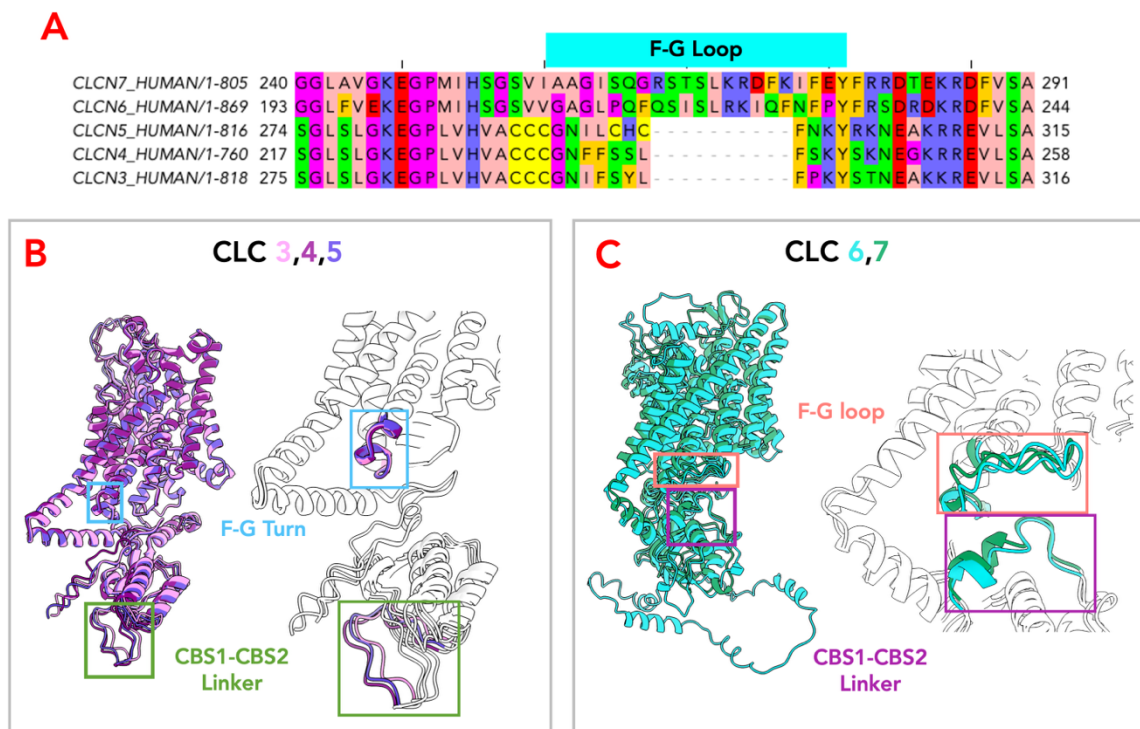 A
F-G Loop
CLCN7_HUMAN/1-805 240 GGLAVGKEGPMIHSGSVIAAGISQGRSTSLKRDFKIFEYFRRDTEKRDFVSA 291
CLCN6_HUMAN/1-869 193 GGLFVEKEGPMIHSGSVVGAGLPQFQSISLRKIQFNFPYFRSDRDKRDFVSA 244
CLCN5_HUMAN/1-816 274 SGLSLGKEGPLVHVACCCGNILCHC----------FNKYRKNEAKRREVLSA 315
CLCN4_HUMAN/1-760 217 SGLSLGKEGPLVHVACCCGNFFSSL----------FSKYSKNEGKRREVLSA 258
CLCN3_HUMAN/1-818 275 SGLSLGKEGPLVHVACCCGNIFSYL----------FPKYSTNEAKKREVLSA 316
B
CLC 3,4,5
F-G Turn
CBS1-CBS2
Linker
C
CLC 6,7
F-G loop
CBS1-CBS2
Linker